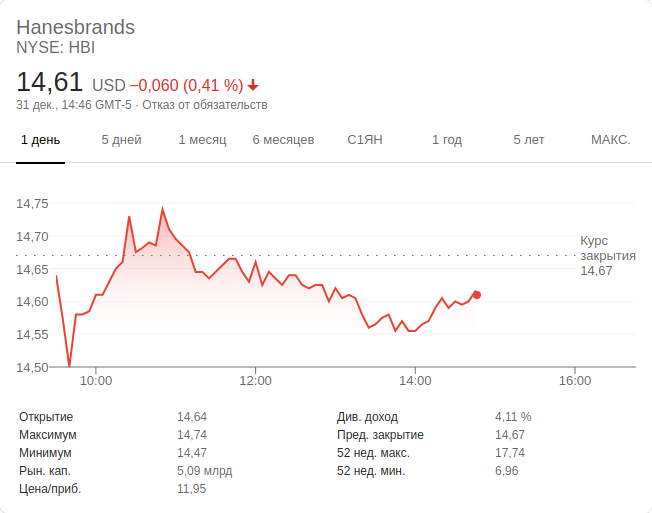 Hanesbrands
NYSE: HBI
14,61 USD −0,060 (0,41 %)
31 дек., 14:46 GMT-5 · Отказ от обязательств
1 день 5 дней 1 месяц 6 месяцев С1ЯН 1 год 5 лет МАКС.
14,75
14,70
14,65
14,60
14,55
14,50
Курс
закрытия
14,67
10:00 12:00 14:00 16:00
Открытие 14,64
Максимум 14,74
Минимум 14,47
Рын. кап. 5,09 млрд
Цена/приб. 11,95
Див. доход 4,11 %
Пред. закрытие 14,67
52 нед. макс. 17,74
52 нед. мин. 6,96